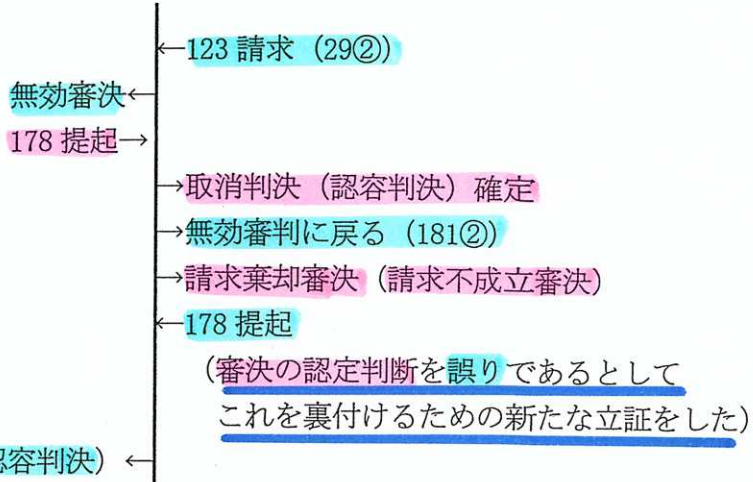 ←123 請求 (29②)
無効審決←
178 提起→
→取消判決（認容判決）確定
→無効審判に戻る (181②)
→請求棄却審決（請求不成立審決）
←178 提起
（審決の認定判断を誤りであるとして
これを裏付けるための新たな立証をした）
容判決）←